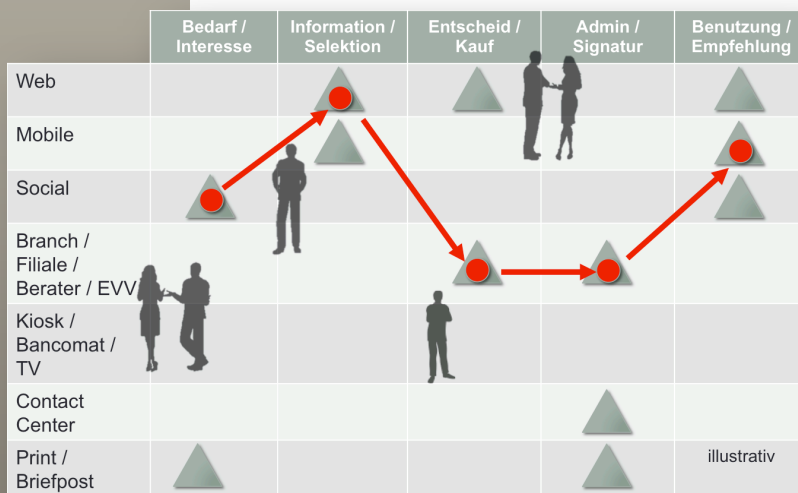 Bedarf /
Interesse
Information /
Selektion
Entscheid /
Kauf
Admin /
Signatur
Benutzung /
Empfehlung
Web
Mobile
Social
Branch /
Filiale /
Berater / EVV
Kiosk /
Bancomat /
TV
Contact
Center
Print /
Briefpost
illustrativ